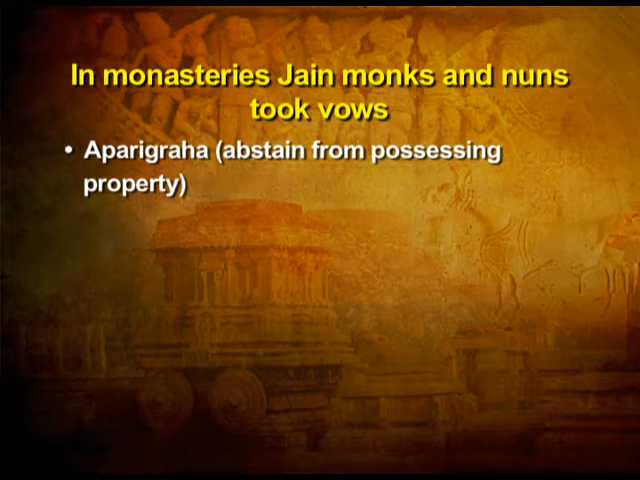 In monasteries Jain monks and nuns
took vows
• Aparigraha (abstain from possessing
property)